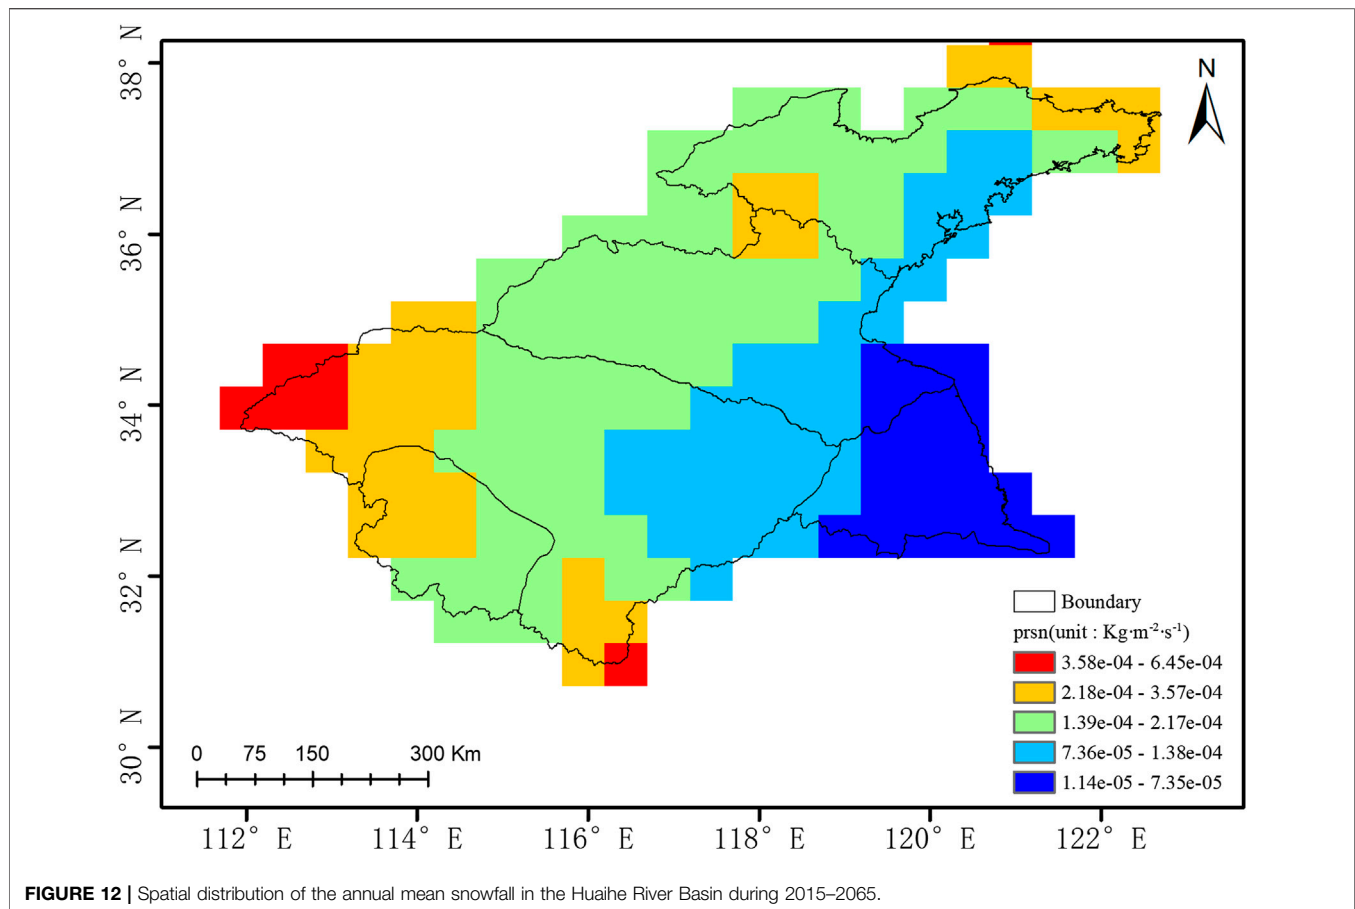 38° N
36° N
34° N
32° N
30° N
N
Boundary
prsn(unit : Kg·m⁻²·s⁻¹)
3.58e-04 - 6.45e-04
2.18e-04 - 3.57e-04
1.39e-04 - 2.17e-04
7.36e-05 - 1.38e-04
1.14e-05 - 7.35e-05
0 75 150 300 Km
112° E 114° E 116° E 118° E 120° E 122° E
FIGURE 12 | Spatial distribution of the annual mean snowfall in the Huaihe River Basin during 2015–2065.